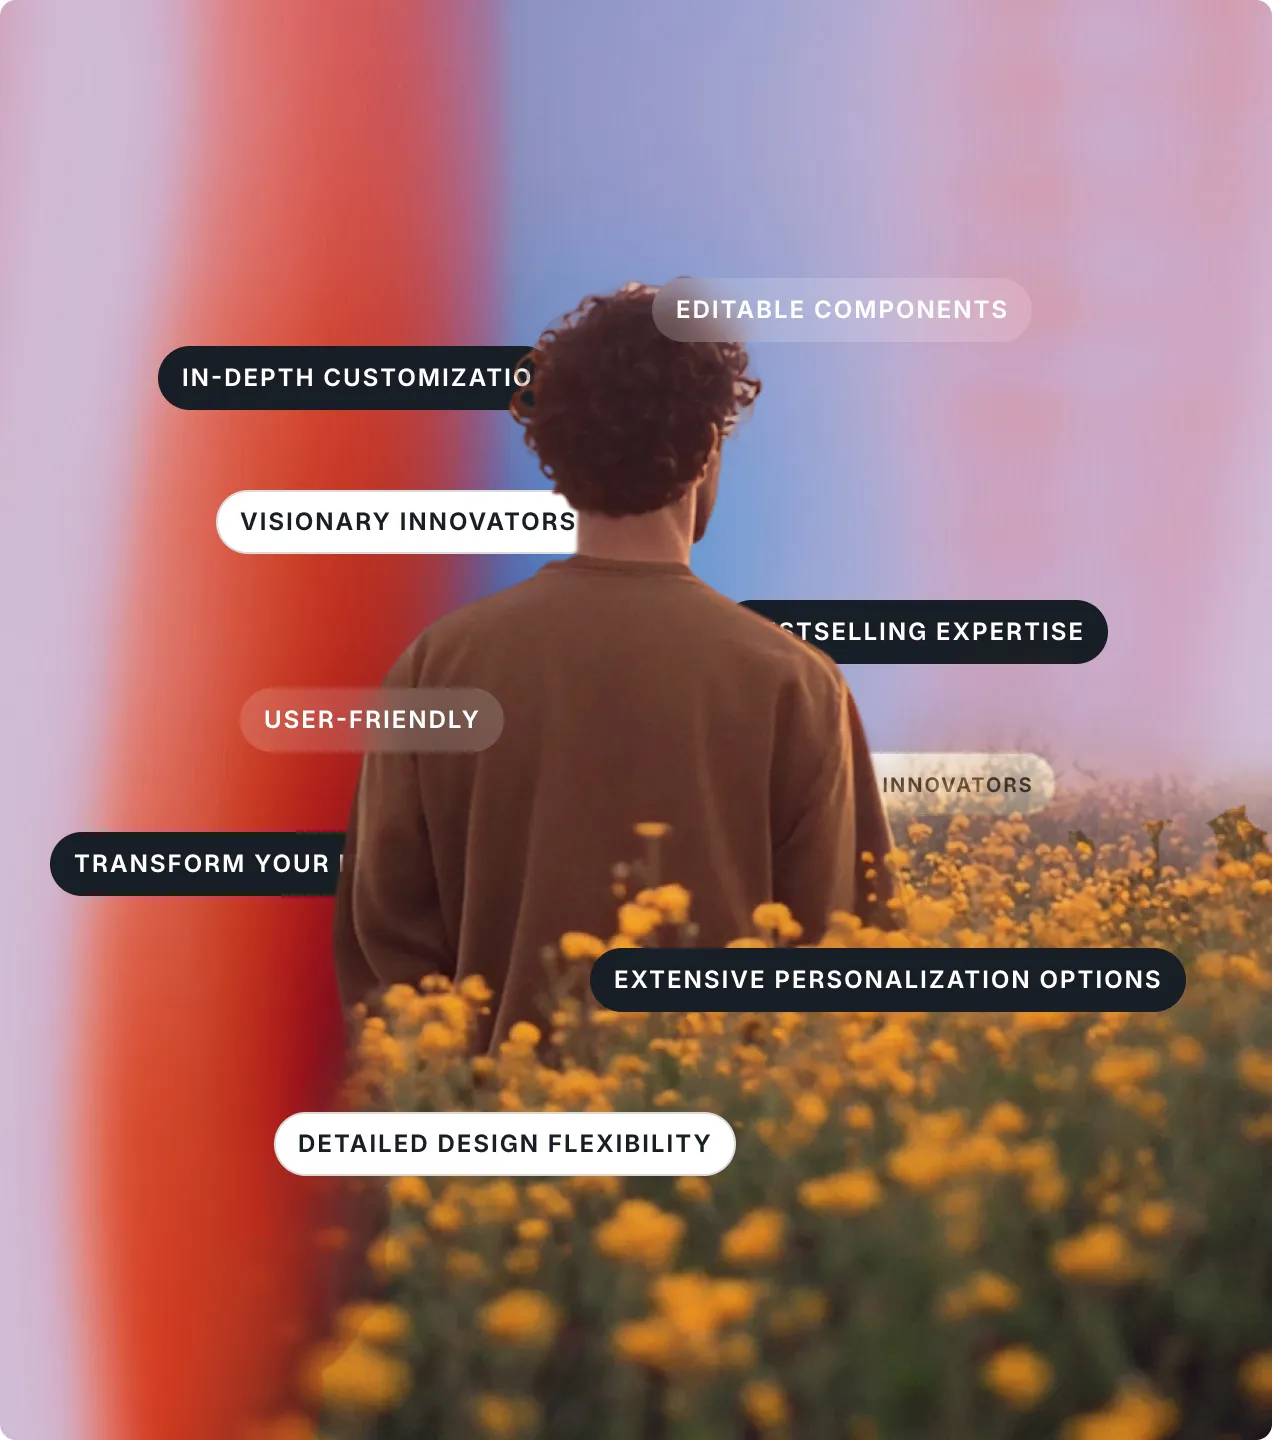 EDITABLE COMPONENTS
IN-DEPTH CUSTOMIZATIO
VISIONARY INNOVATORS
STSELLING EXPERTISE
USER-FRIENDLY
INNOVATORS
TRANSFORM YOUR
EXTENSIVE PERSONALIZATION OPTIONS
DETAILED DESIGN FLEXIBILITY